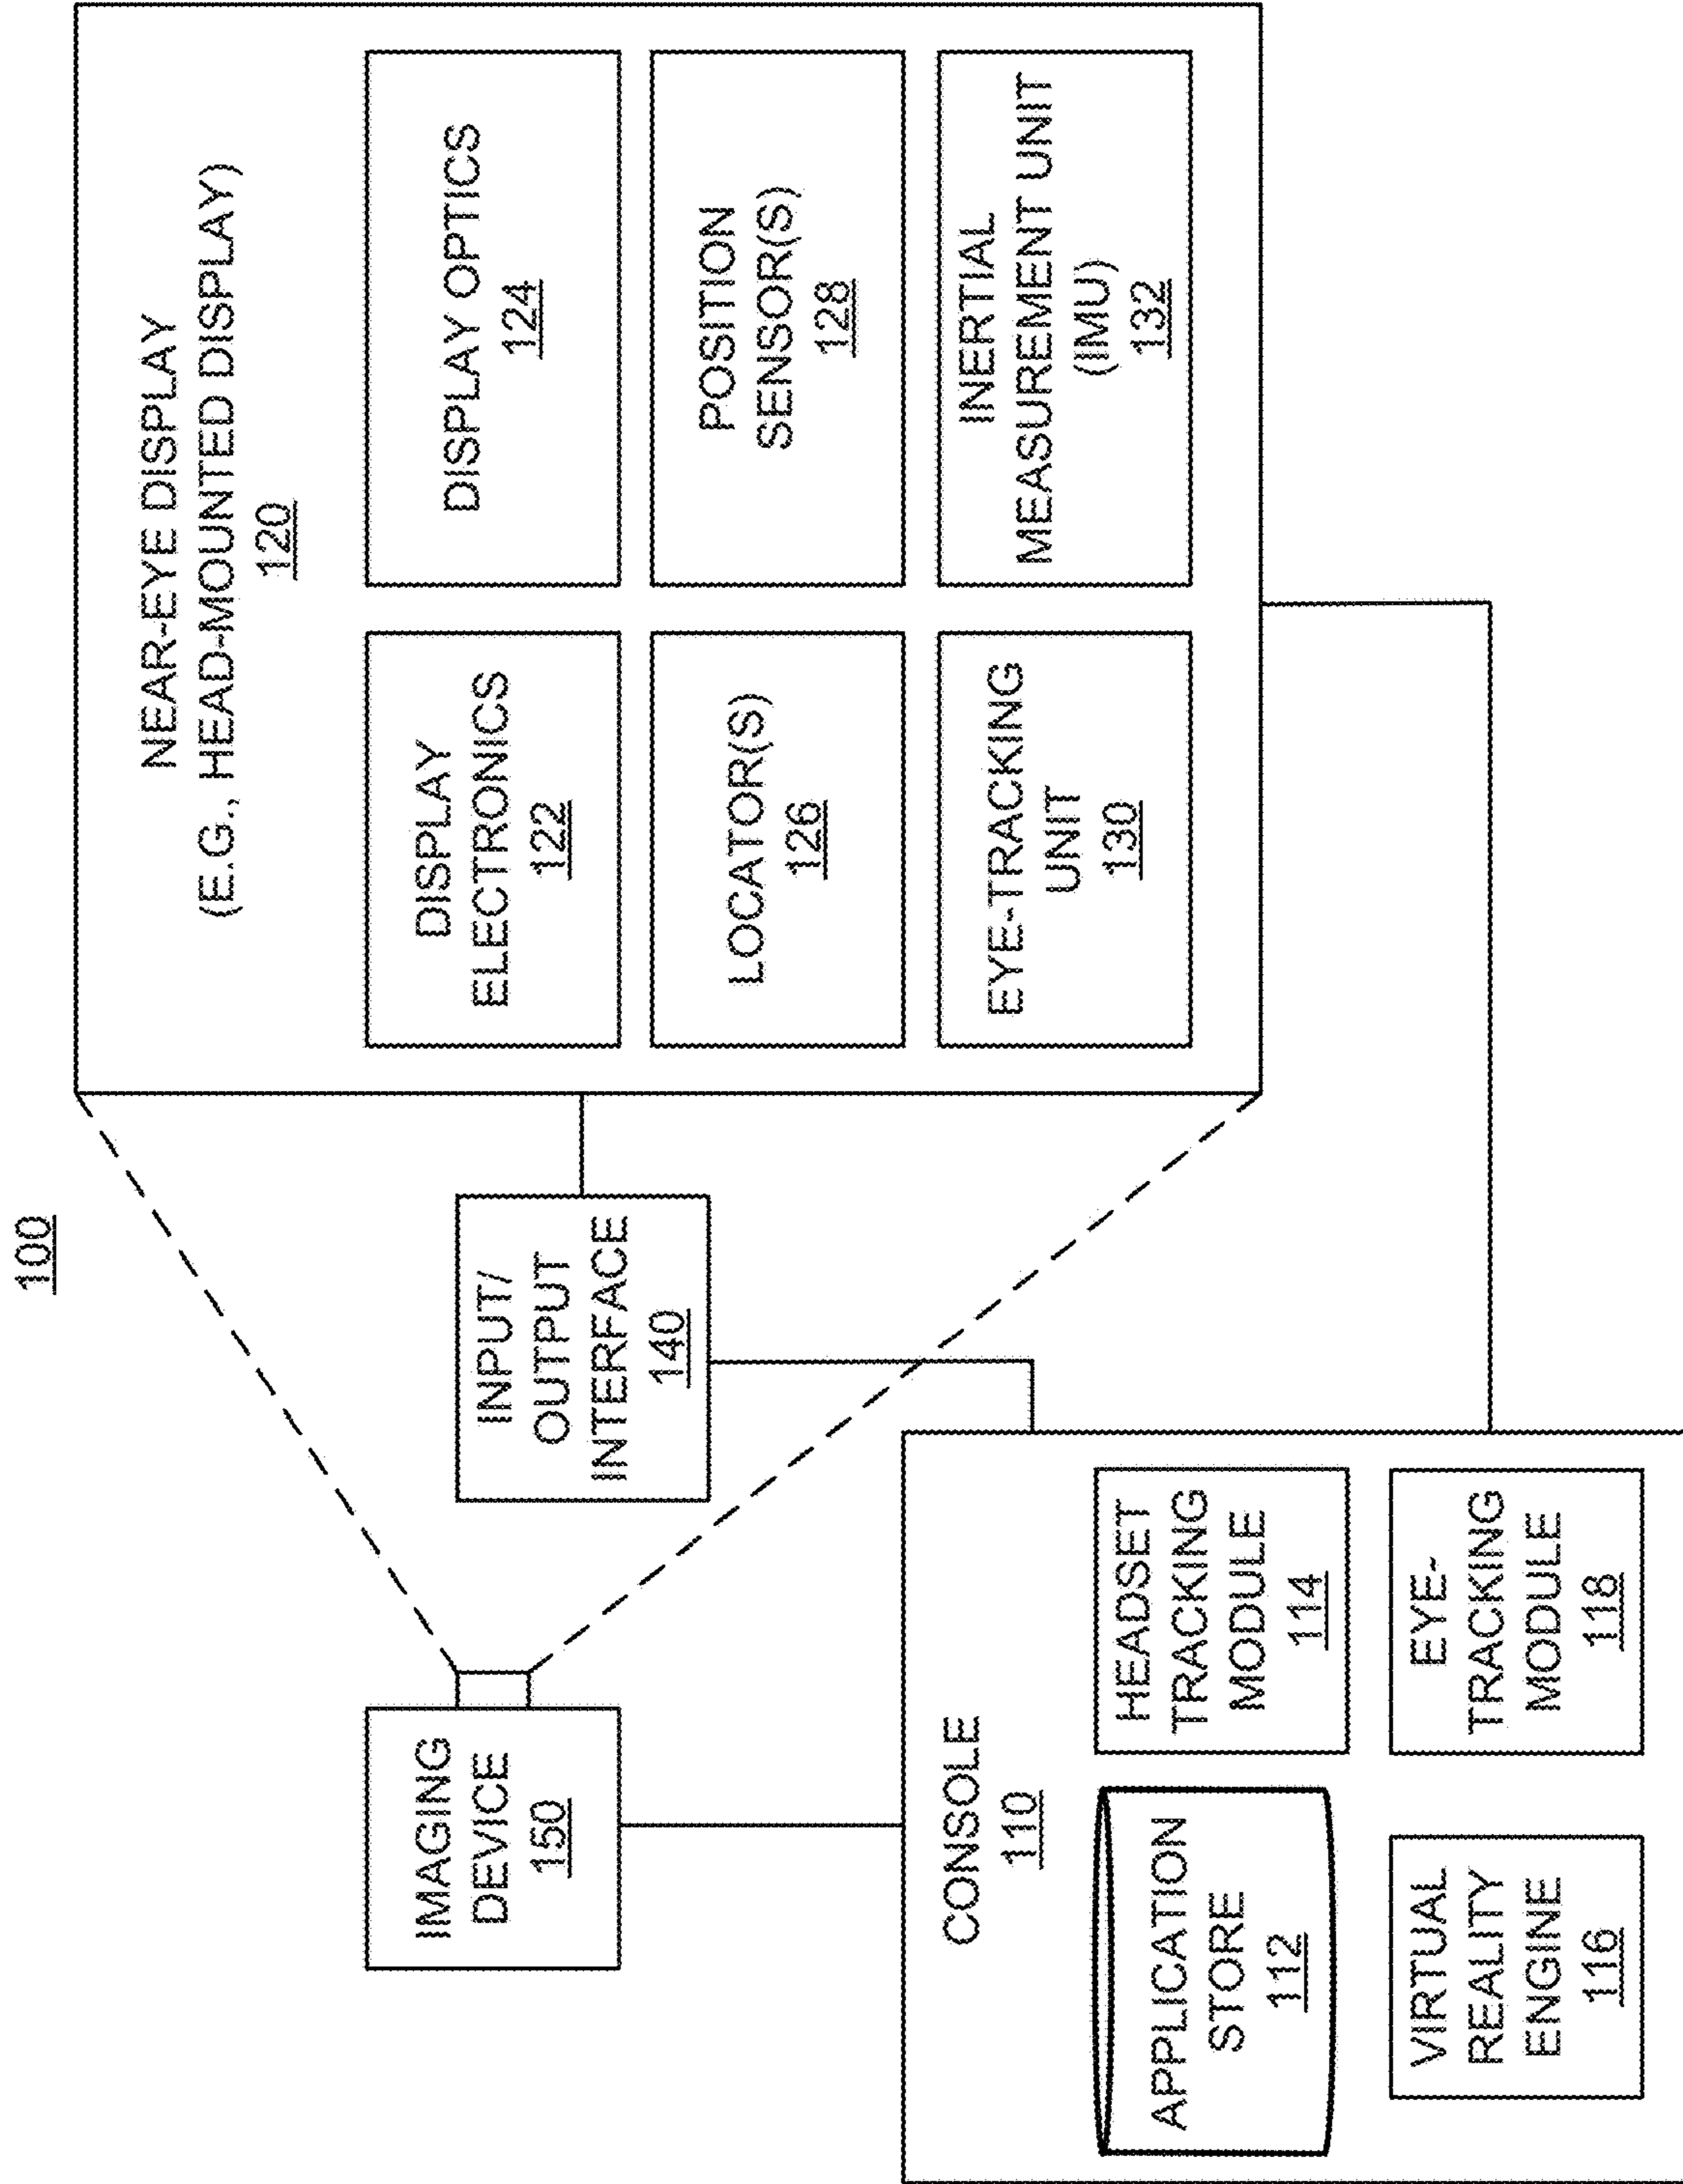 100
NEAR-EYE DISPLAY
(E.G., HEAD-MOUNTED DISPLAY)
120
DISPLAY
ELECTRONICS
122
DISPLAY OPTICS
124
LOCATOR(S)
126
POSITION
SENSOR(S)
128
EYE-TRACKING
UNIT
130
INERTIAL
MEASUREMENT UNIT
(IMU)
132
INPUT/
OUTPUT
INTERFACE
140
IMAGING
DEVICE
150
CONSOLE
110
APPLICATION
STORE
112
HEADSET
TRACKING
MODULE
114
VIRTUAL
REALITY
ENGINE
116
EYE-
TRACKING
MODULE
118